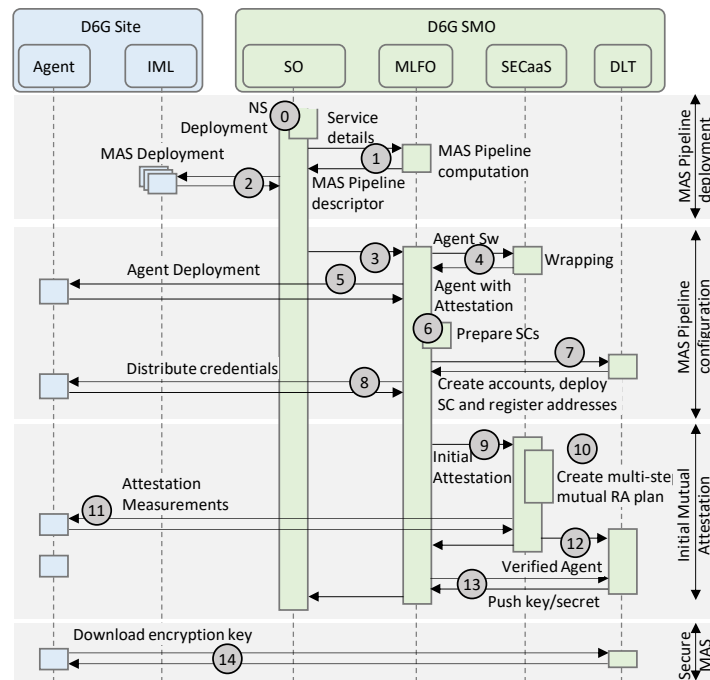 D6G Site
D6G SMO
Agent
IML
SO
MLFO
SECaaS
DLT
NS
Deployment
0
Service
details
MAS Deployment
1
MAS Pipeline
computation
2
MAS Pipeline
descriptor
MAS Pipeline
deployment
Agent Sw
3
4
Wrapping
Agent Deployment
5
Agent with
Attestation
6
Prepare SCs
7
Distribute credentials
8
Create accounts, deploy
SC and register addresses
MAS Pipeline
configuration
9
10
Initial
Attestation
Create multi-ste
mutual RA plan
Attestation
Measurements
11
12
Verified Agent
13
Push key/secret
Initial Mutual
Attestation
Download encryption key
14
Secure
MAS